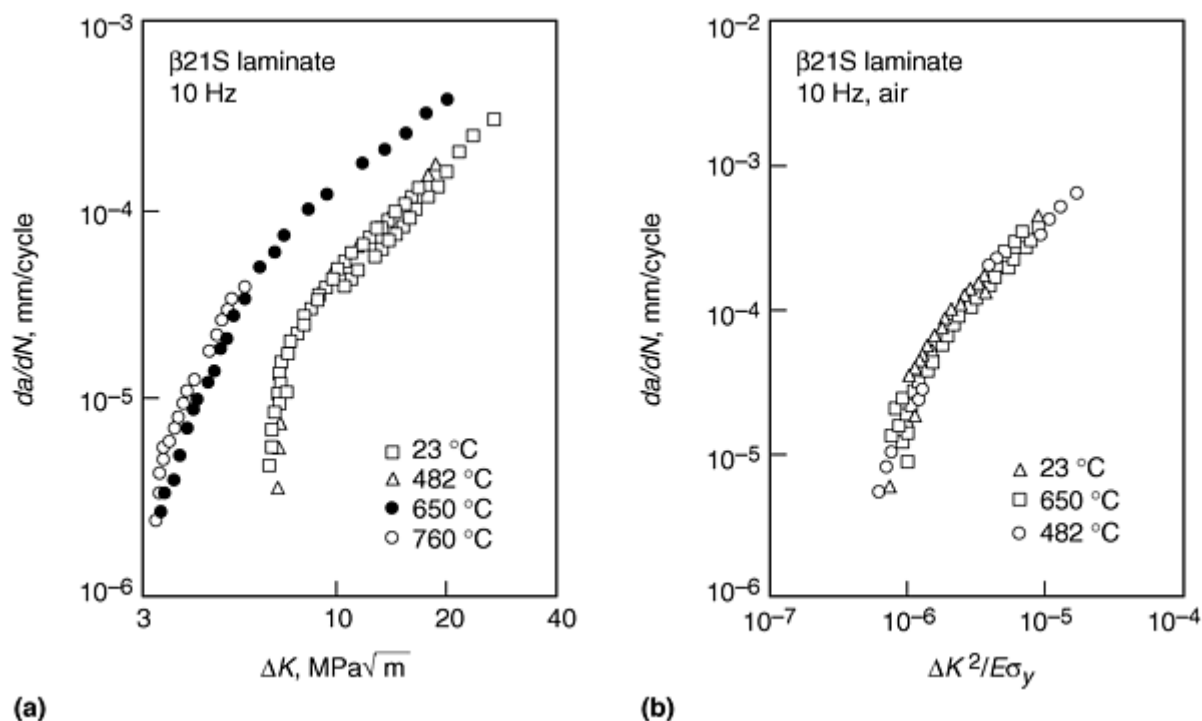 β21S laminate
10 Hz
10⁻³
10⁻⁴
10⁻⁵
10⁻⁶
da/dN, mm/cycle
□ 23 °C
△ 482 °C
● 650 °C
○ 760 °C
3 10 20 40
ΔK, MPa√m
(a)
β21S laminate
10 Hz, air
10⁻²
10⁻³
10⁻⁴
10⁻⁵
10⁻⁶
da/dN, mm/cycle
△ 23 °C
□ 650 °C
○ 482 °C
10⁻⁷ 10⁻⁶ 10⁻⁵ 10⁻⁴
ΔK²/Eσy
(b)